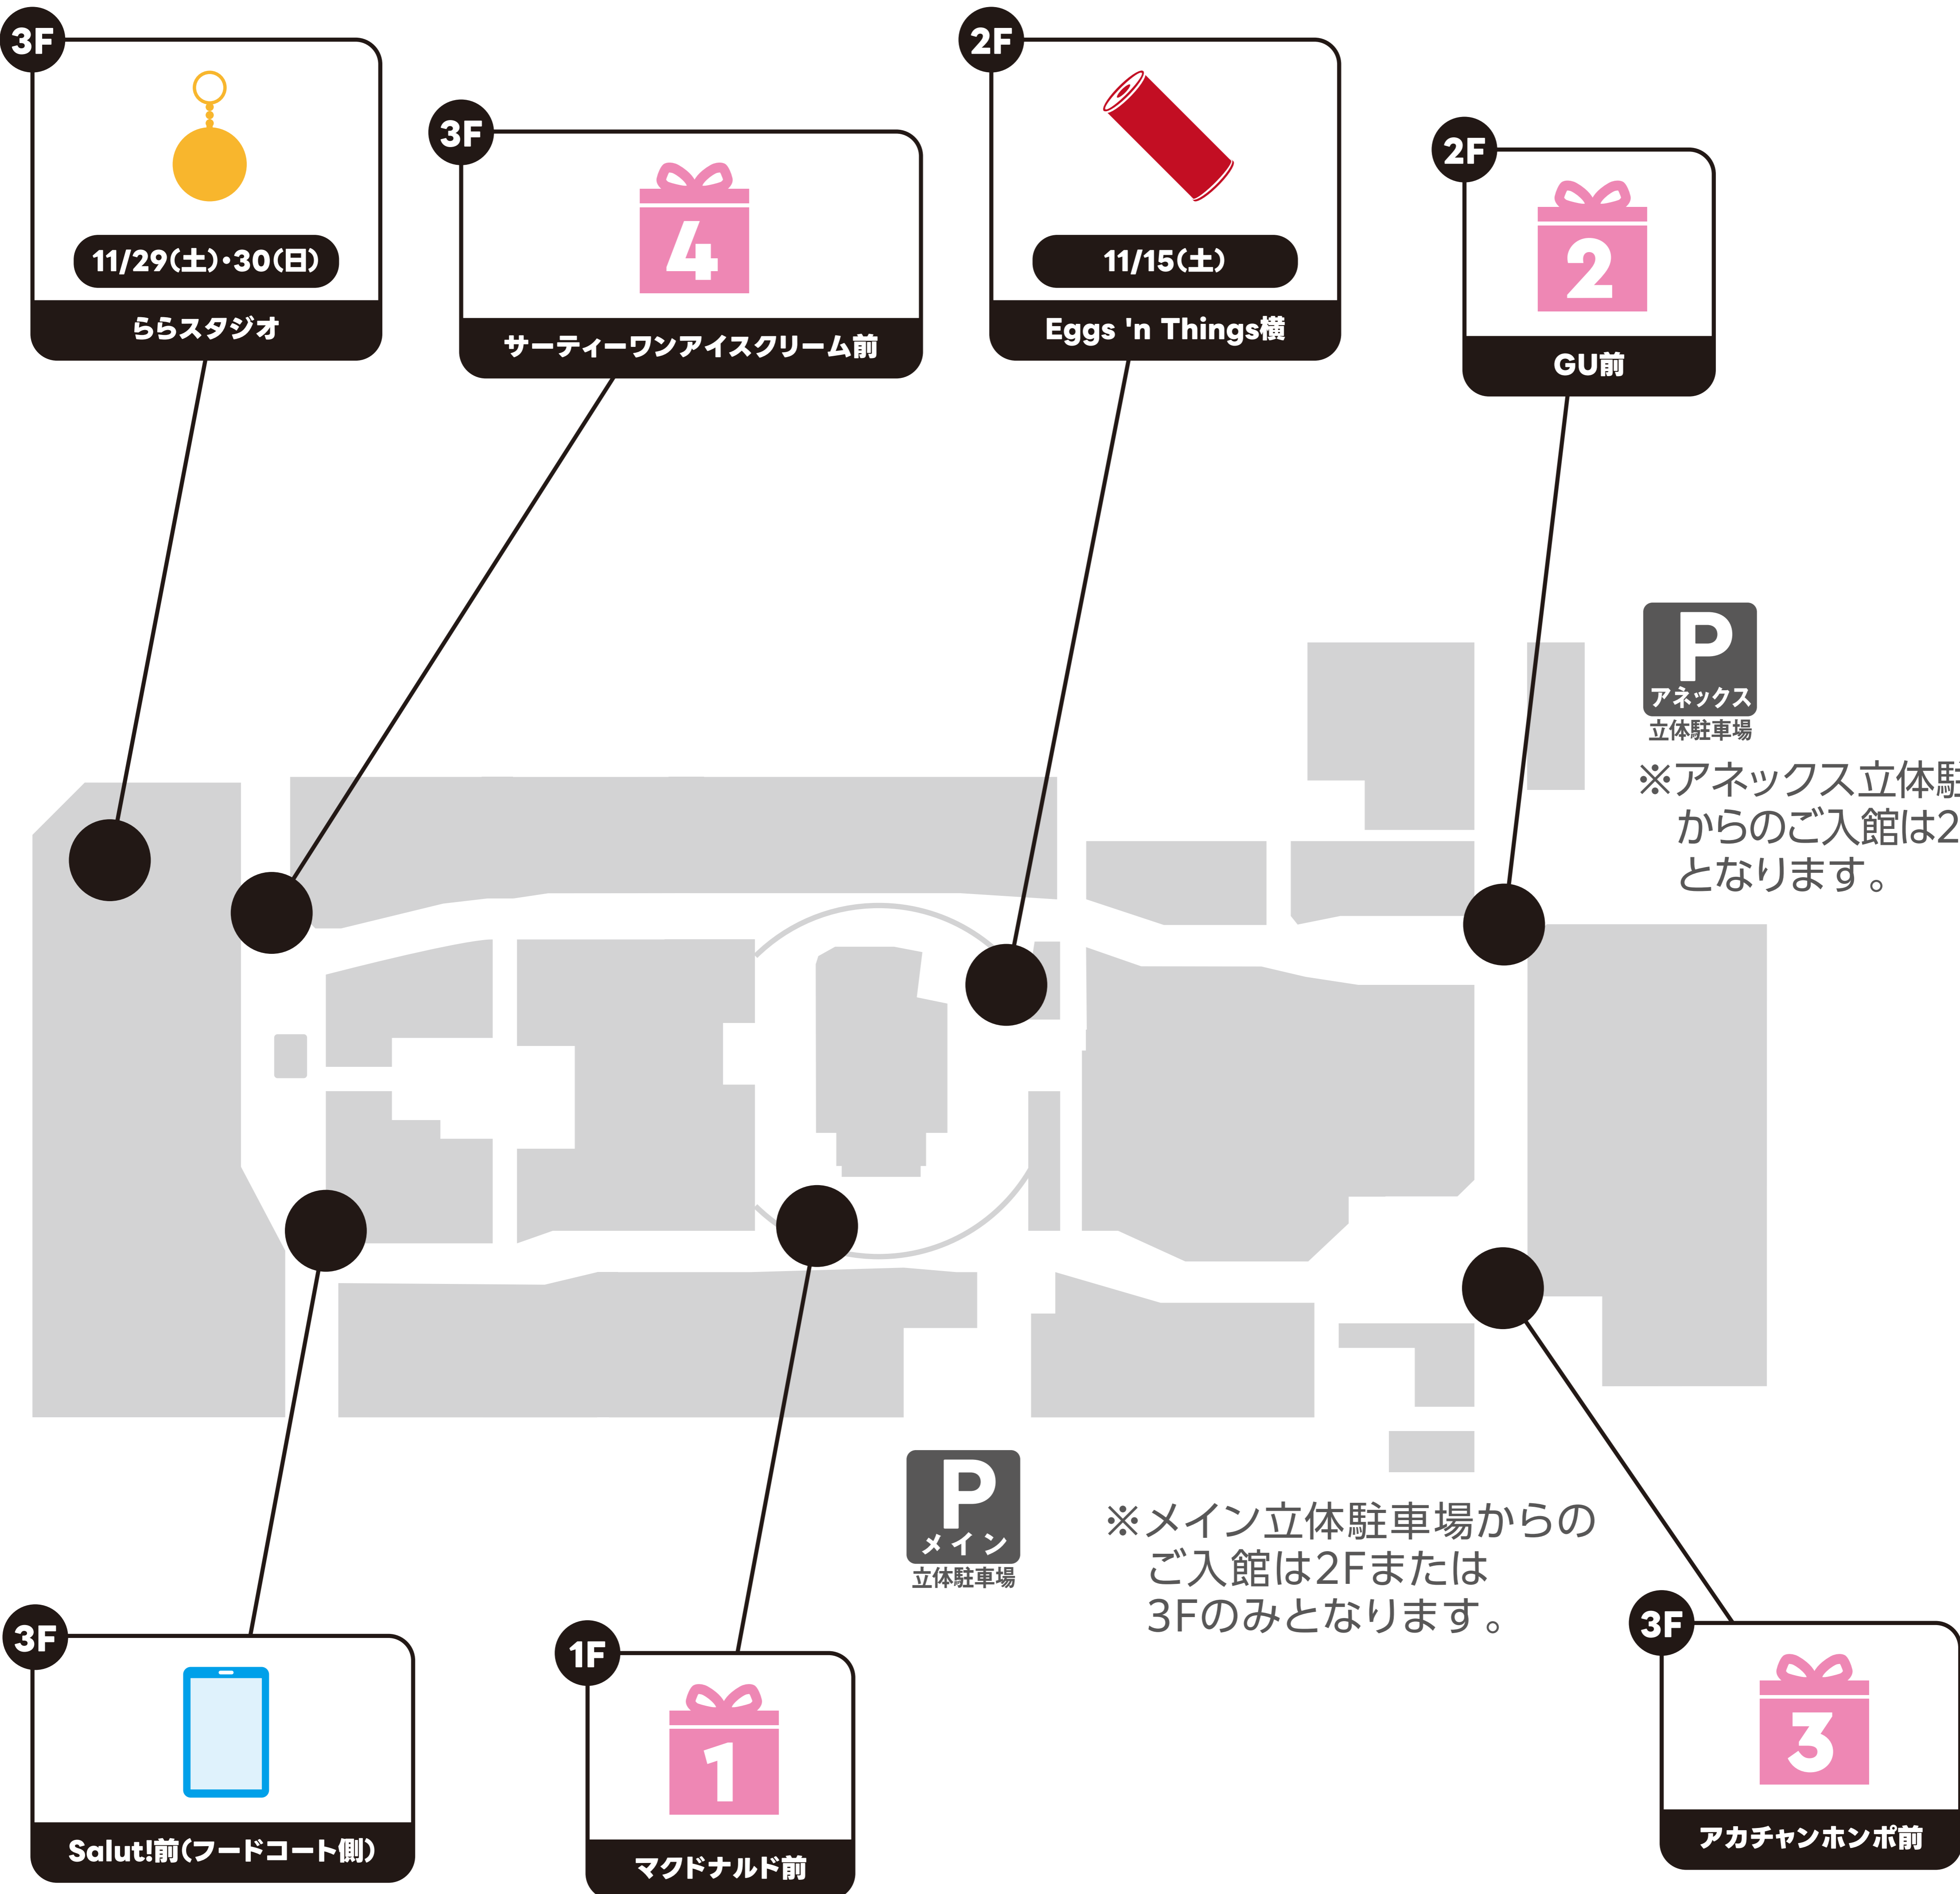 3F
11/29(土)・30(日)
ららスタジオ
3F
4
サーティーワンアイスクリーム前
2F
11/15(土)
Eggs 'n Things横
2F
2
GU前
P
アネックス
立体駐車場
※アネックス立体駐
からのご入館は2
となります。
P
メイン
立体駐車場
※メイン立体駐車場からの
ご入館は2Fまたは
3Fのみとなります。
3F
Salut!前(フードコート側)
1F
1
マクドナルド前
3F
3
アカチャンホンポ前